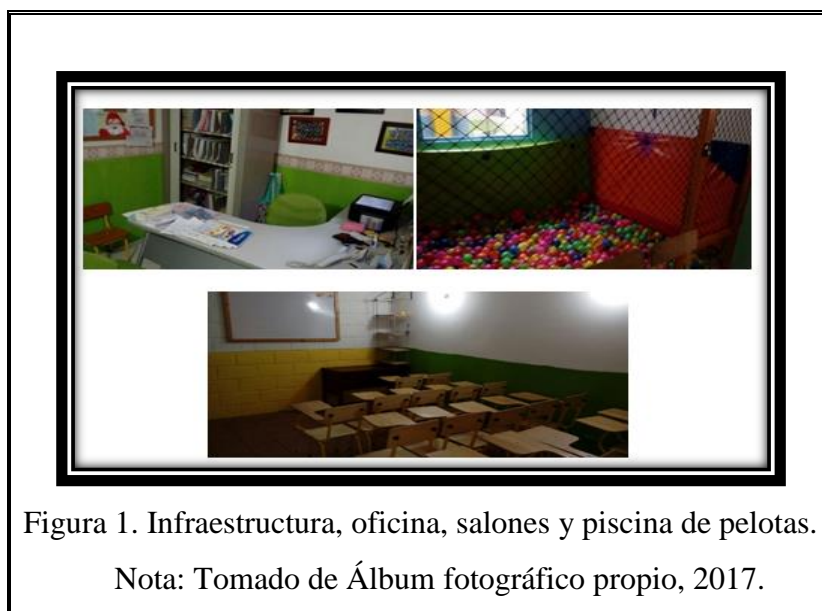 Figura 1. Infraestructura, oficina, salones y piscina de pelotas.
Nota: Tomado de Álbum fotográfico propio, 2017.